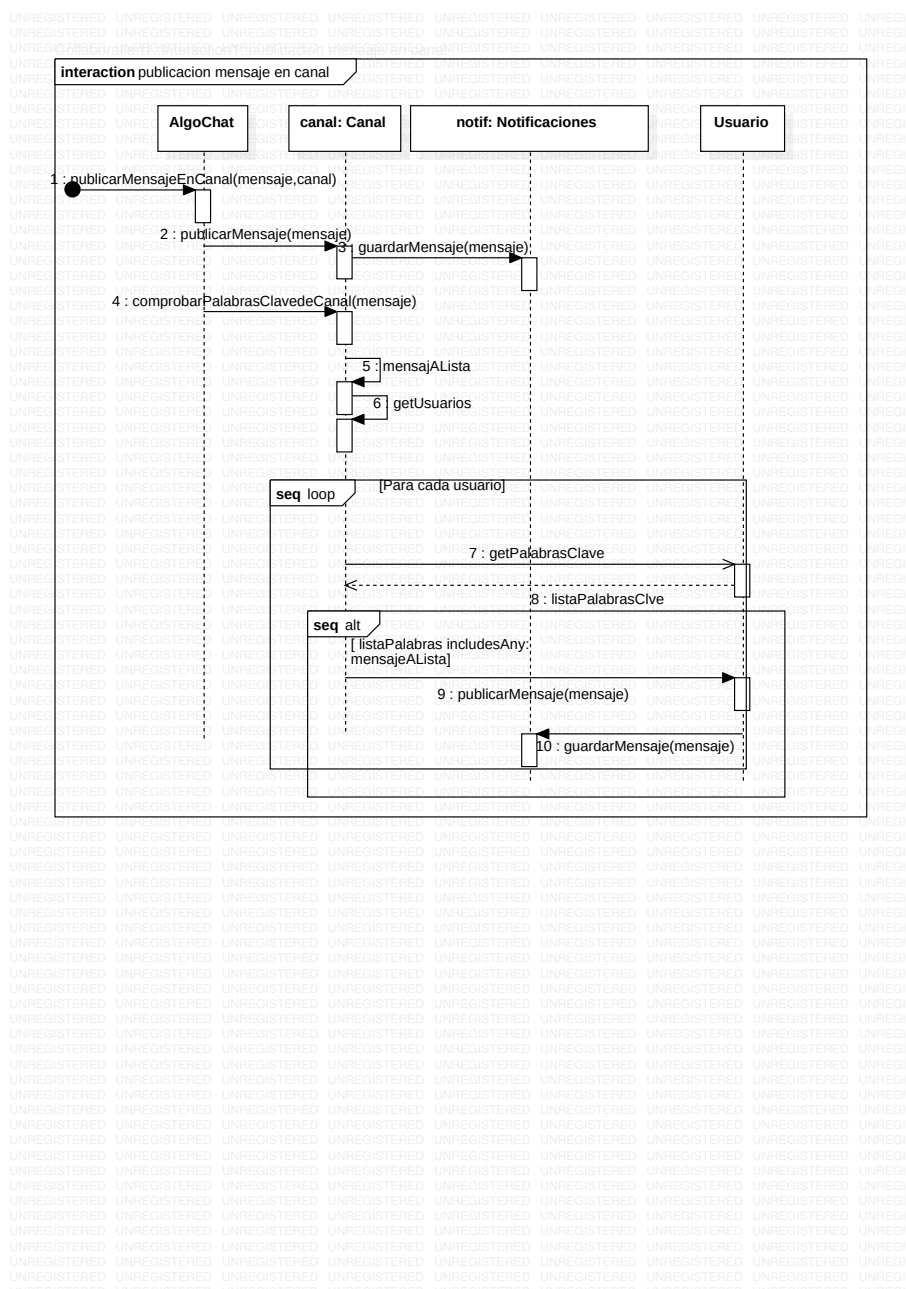 Collaboration1::Interaction1::publicacion mensaje en canal
interaction publicacion mensaje en canal
AlgoChat
canal: Canal
notif: Notificaciones
Usuario
1 : publicarMensajeEnCanal(mensaje,canal)
2 : publicarMensaje(mensaje)
3 : guardarMensaje(mensaje)
4 : comprobarPalabrasClavedeCanal(mensaje)
5 : mensajALista
6 : getUsuarios
seq loop
[Para cada usuario]
7 : getPalabrasClave
8 : listaPalabrasClve
seq alt
[ listaPalabras includesAny:
mensajeALista]
9 : publicarMensaje(mensaje)
10 : guardarMensaje(mensaje)
UNREGISTERED